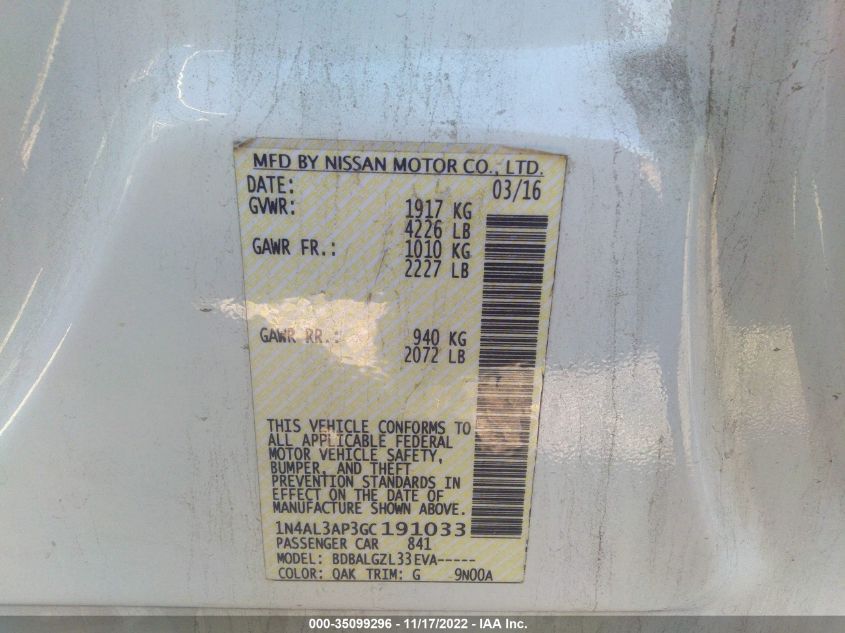 MFD BY NISSAN MOTOR CO., LTD.
DATE: 03/16
GVWR: 1917 KG
4226 LB
GAWR FR.: 1010 KG
2227 LB
GAWR RR.: 940 KG
2072 LB
THIS VEHICLE CONFORMS TO
ALL APPLICABLE FEDERAL
MOTOR VEHICLE SAFETY,
BUMPER, AND THEFT
PREVENTION STANDARDS IN
EFFECT ON THE DATE OF
MANUFACTURE SHOWN ABOVE.
1N4AL3AP3GC191033
PASSENGER CAR 841
MODEL: BDBALGZL33EVA-----
COLOR: QAK TRIM: G 9N00A
000-35099296 - 11/17/2022 - IAA Inc.